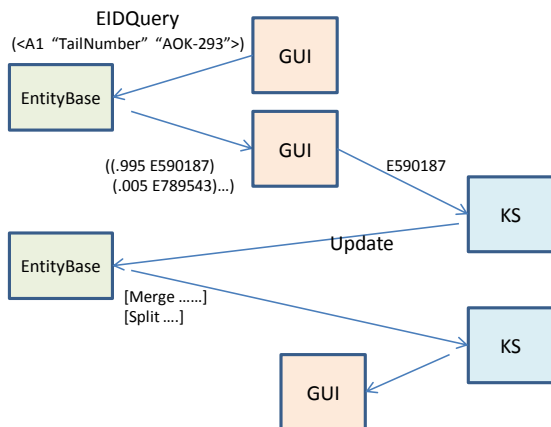 EIDQuery
(<A1 “TailNumber” “AOK-293”>)
GUI
EntityBase
GUI
((.995 E590187)
(.005 E789543)...)
E590187
KS
Update
EntityBase
[Merge ......]
[Split ....]
KS
GUI